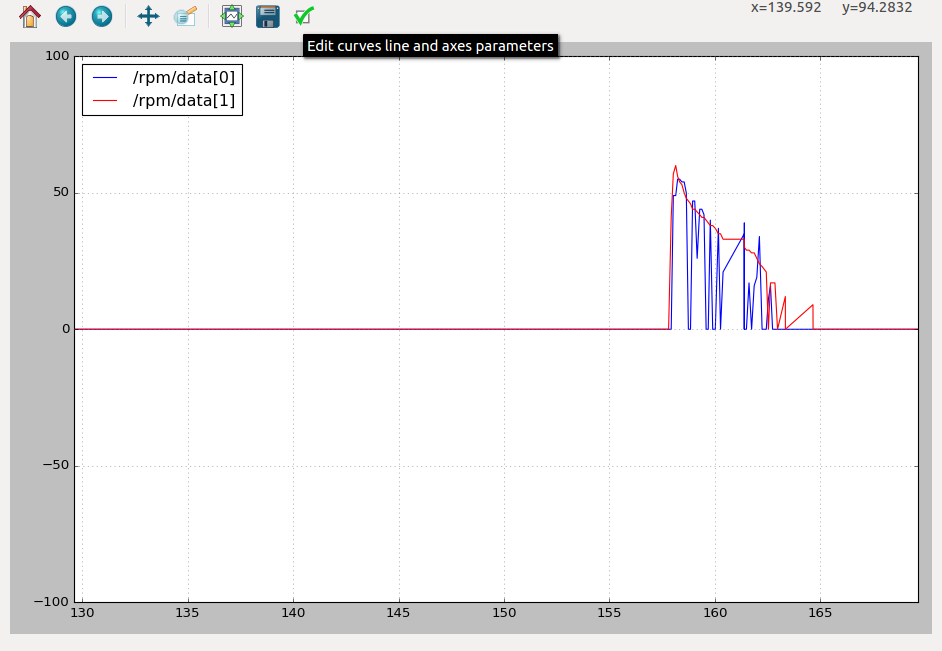 x=139.592 y=94.2832
Edit curves line and axes parameters
100
/rpm/data[0]
/rpm/data[1]
50
0
−50
−100
130 135 140 145 150 155 160 165